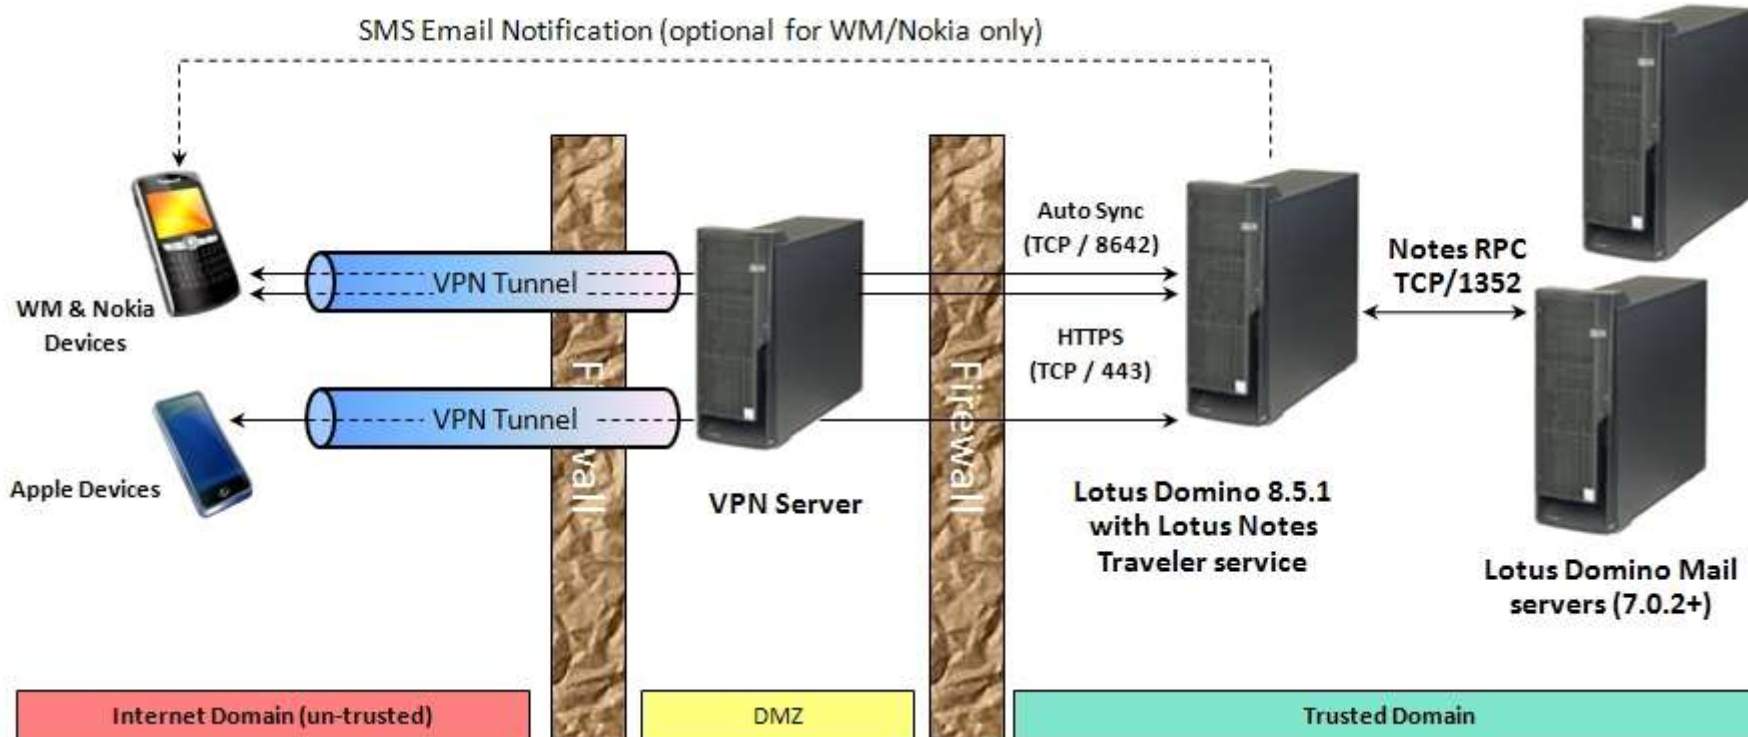 SMS Email Notification (optional for WM/Nokia only)
WM & Nokia
Devices
VPN Tunnel
Auto Sync
(TCP / 8642)
Notes RPC
TCP/1352
HTTPS
(TCP / 443)
Apple Devices
VPN Tunnel
Firewall
VPN Server
Firewall
Lotus Domino 8.5.1
with Lotus Notes
Traveler service
Lotus Domino Mail
servers (7.0.2+)
Internet Domain (un-trusted)
DMZ
Trusted Domain